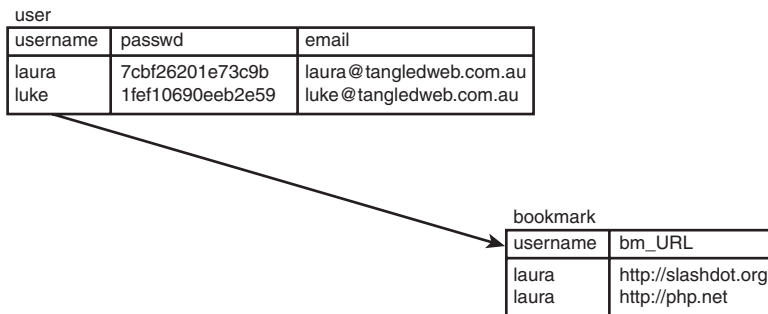 user
username passwd email
laura 7cbf26201e73c9b laura@tangledweb.com.au
luke 1fef10690eeb2e59 luke@tangledweb.com.au
bookmark
username bm_URL
laura http://slashdot.org
laura http://php.net